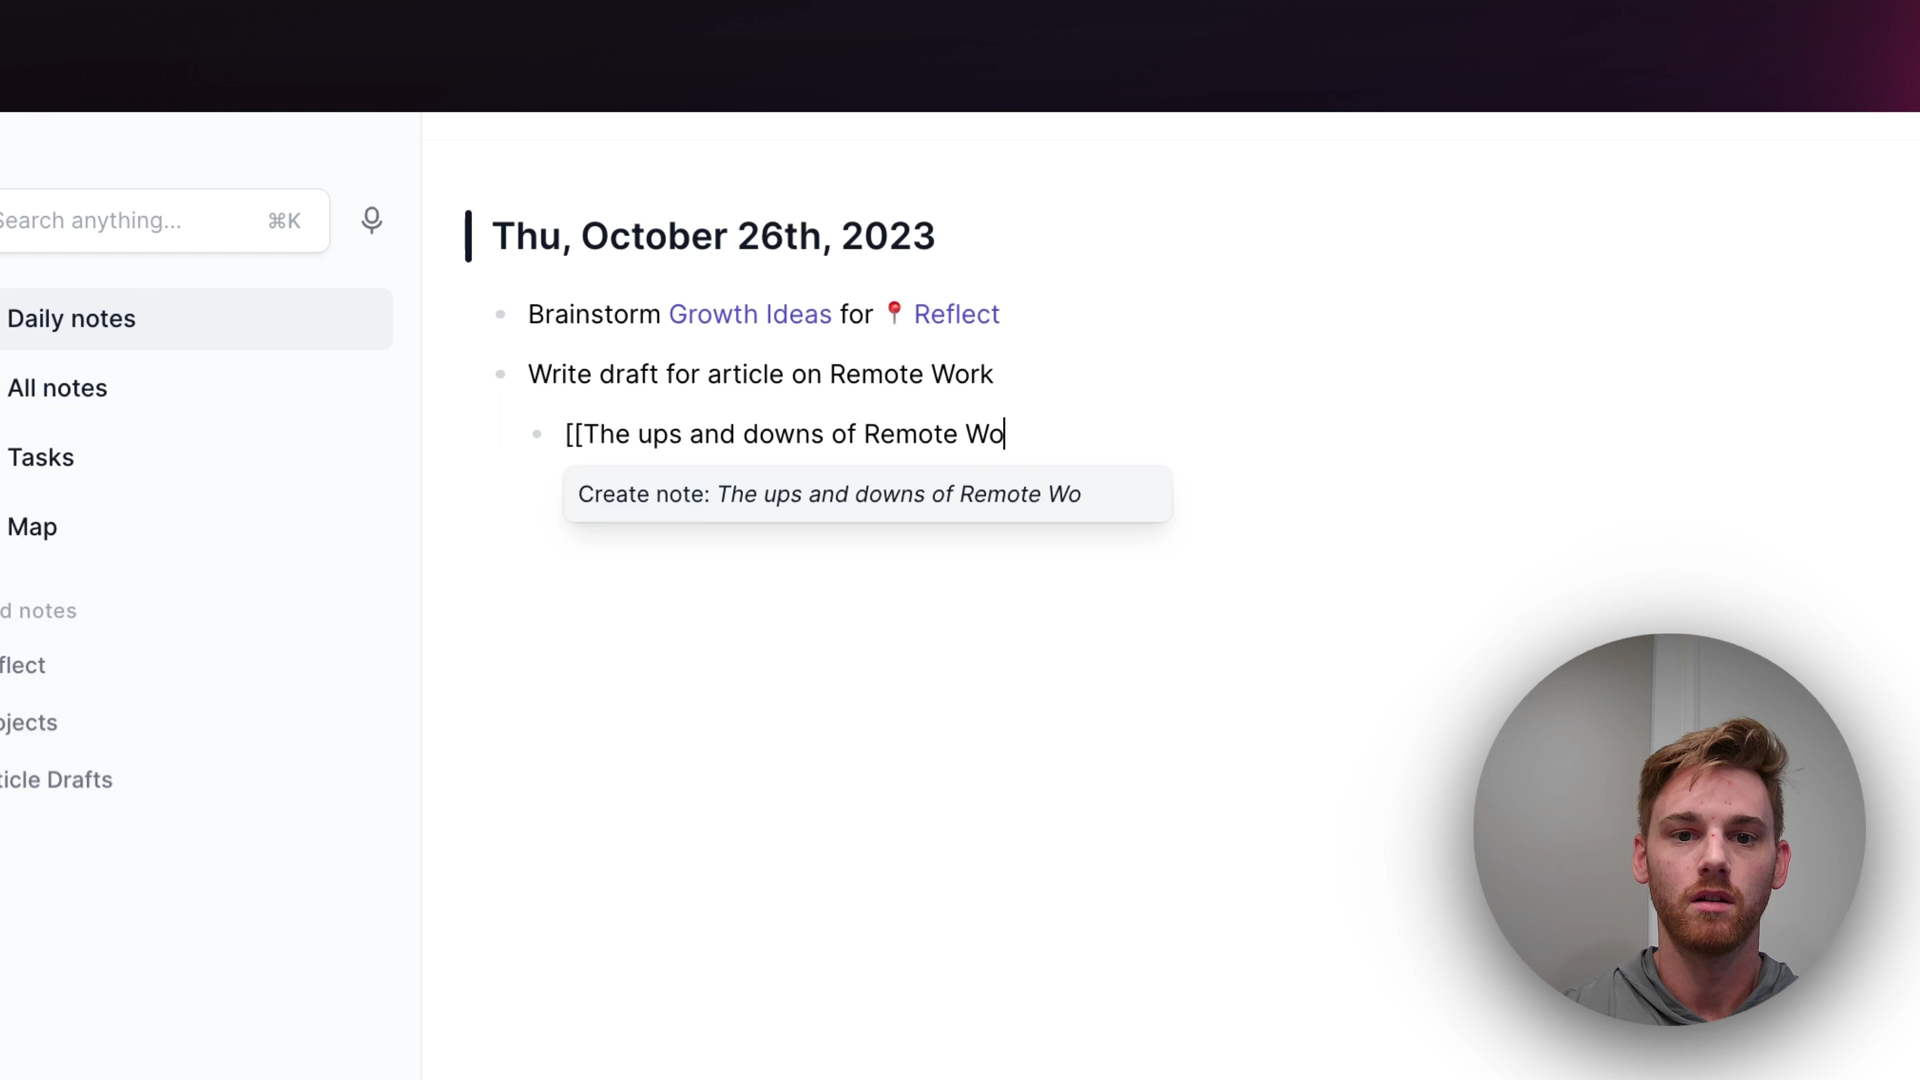 Search anything... ⌘K
Daily notes
All notes
Tasks
Map
d notes
flect
ojects
ticle Drafts
Thu, October 26th, 2023
Brainstorm Growth Ideas for 📍 Reflect
Write draft for article on Remote Work
[[The ups and downs of Remote Wo
Create note: The ups and downs of Remote Wo